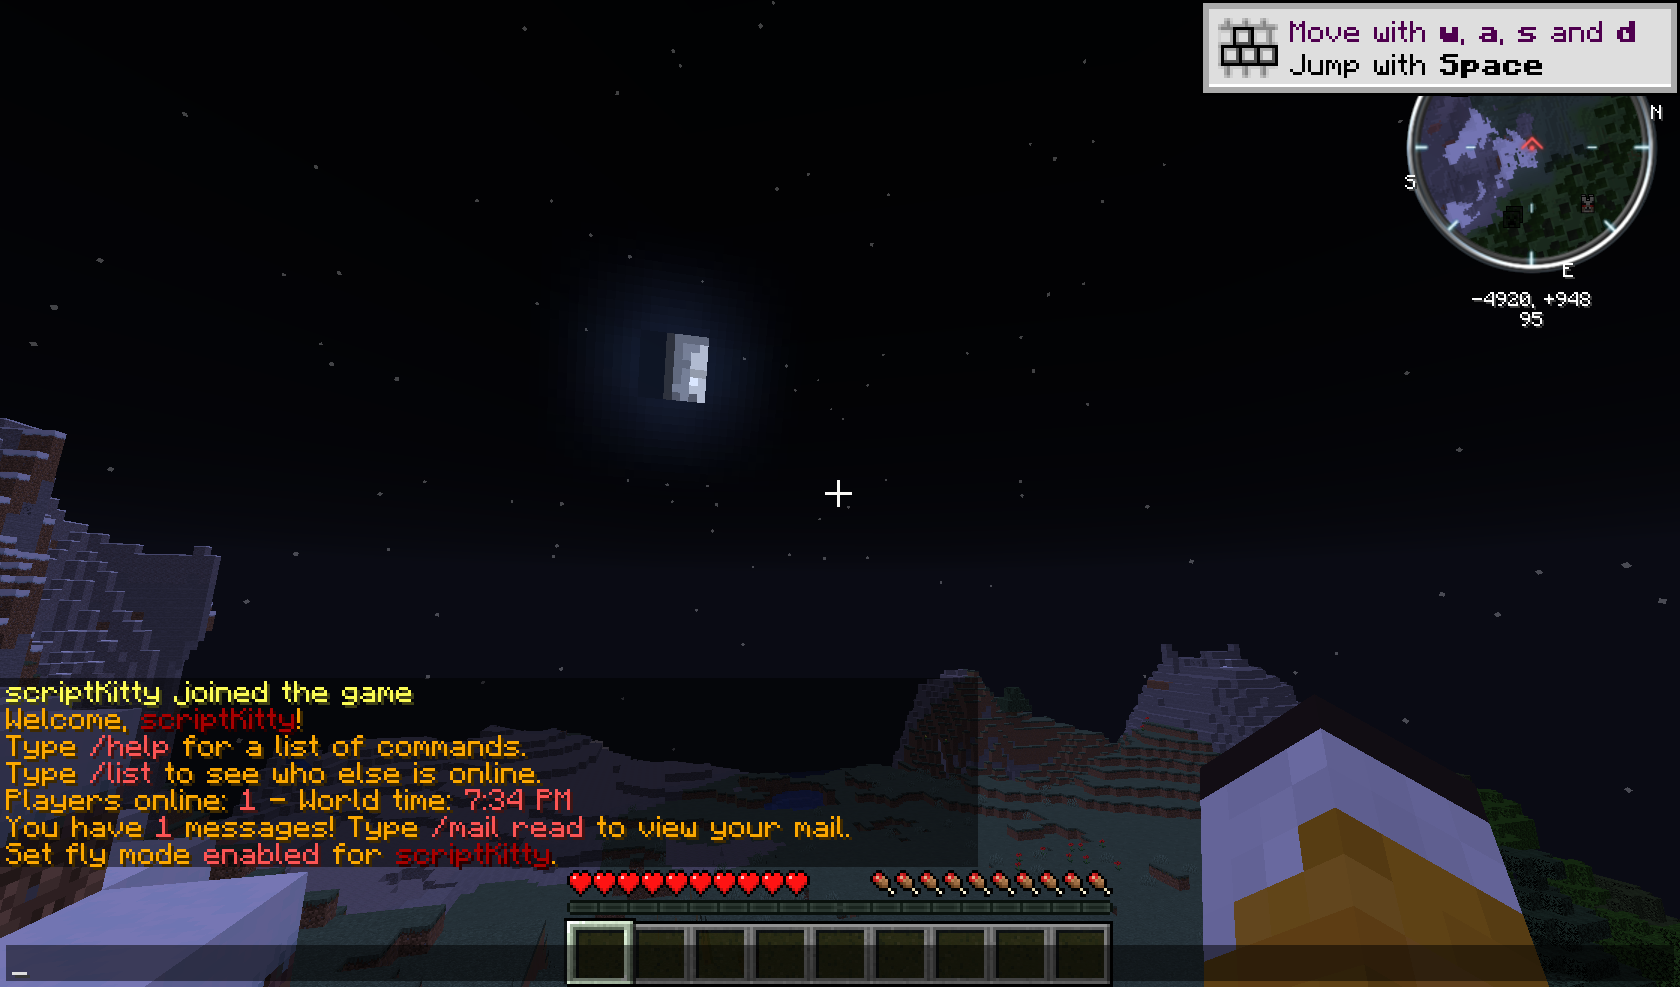 Move with w, a, s and d
Jump with Space
N
S
E
-4920, +948
95
scriptKitty joined the game
Welcome, scriptKitty!
Type /help for a list of commands.
Type /list to see who else is online.
Players online: 1 - World time: 7:34 PM
You have 1 messages! Type /mail read to view your mail.
Set fly mode enabled for scriptKitty.
_